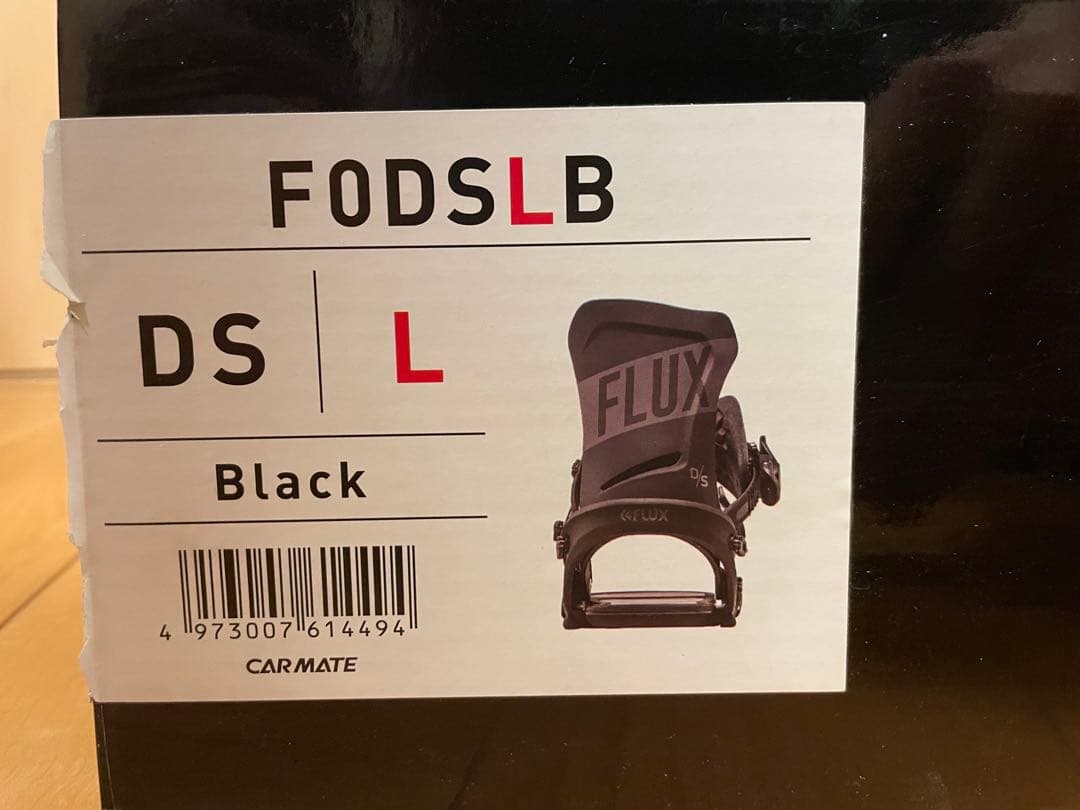 F0DSLB
DS L
Black
FLUX
D/S
FLUX
4 973007 614494
CARMATE